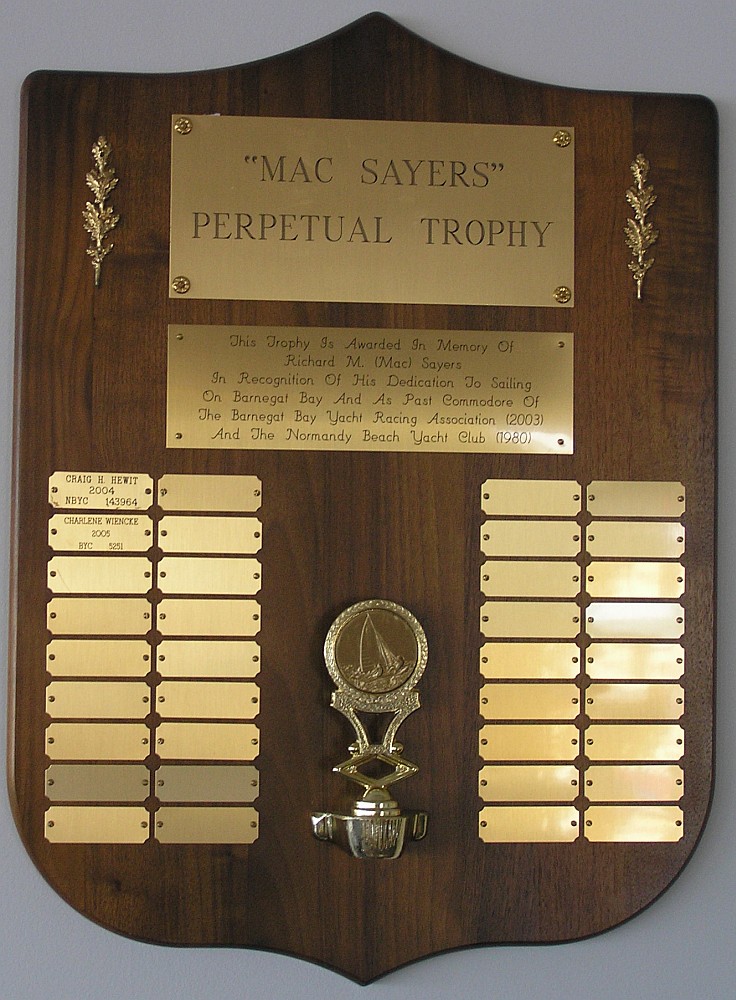 “MAC SAYERS”
PERPETUAL TROPHY
This Trophy Is Awarded In Memory Of
Richard M. (Mac) Sayers
In Recognition Of His Dedication To Sailing
On Barnegat Bay And As Past Commodore Of
The Barnegat Bay Yacht Racing Association (2003)
And The Normandy Beach Yacht Club (1980)
CRAIG H. HEWIT
2004
NBYC 143964
CHARLENE WIENCKE
2005
BYC 5251